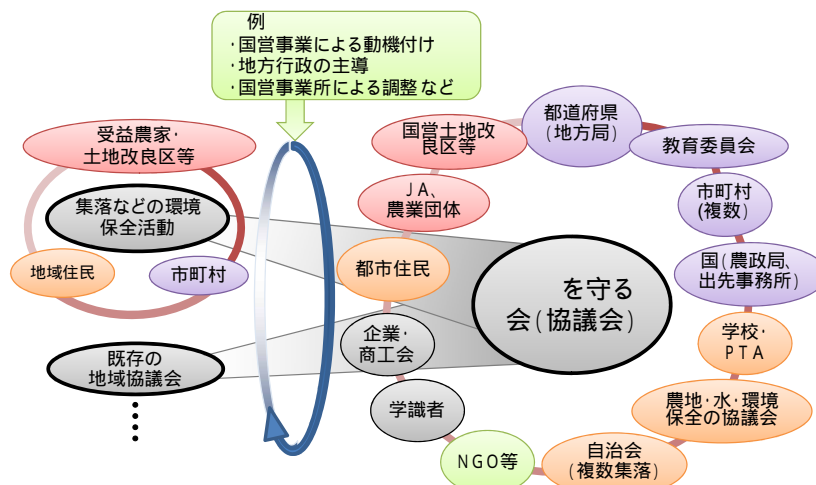 例
・国営事業による動機付け
・地方行政の主導
・国営事業所による調整 など
受益農家・
土地改良区等
集落などの環境
保全活動
地域住民
市町村
既存の
地域協議会
国営土地改
良区等
都道府県
(地方局)
教育委員会
JA、
農業団体
市町村
(複数)
都市住民
国(農政局、
出先事務所)
を守る
会(協議会)
企業・
商工会
学校・
PTA
学識者
農地・水・環境
保全の協議会
NGO等
自治会
(複数集落)